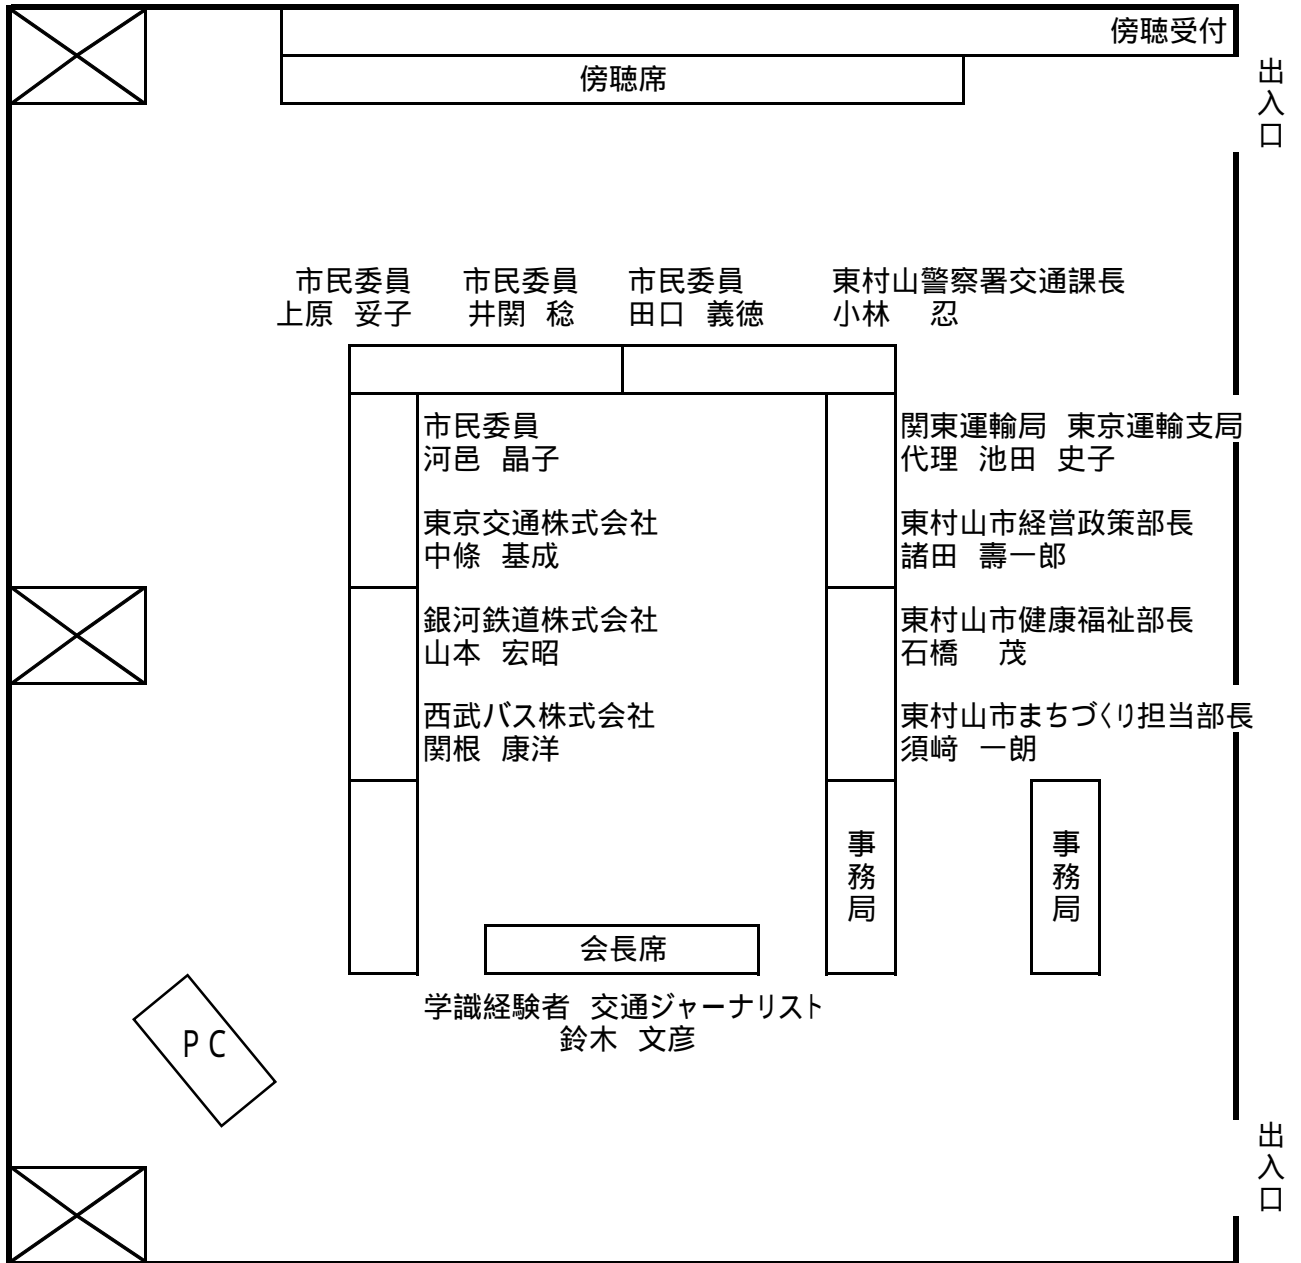 傍聴受付
傍聴席
出入口
市民委員 市民委員 市民委員 東村山警察署交通課長
上原 妥子 井関 稔 田口 義徳 小林 忍
市民委員
河邑 晶子
東京交通株式会社
中條 基成
銀河鉄道株式会社
山本 宏昭
西武バス株式会社
関根 康洋
関東運輸局 東京運輸支局
代理 池田 史子
東村山市経営政策部長
諸田 壽一郎
東村山市健康福祉部長
石橋 茂
東村山市まちづくり担当部長
須﨑 一朗
事務局
事務局
会長席
学識経験者 交通ジャーナリスト
鈴木 文彦
PC
出入口